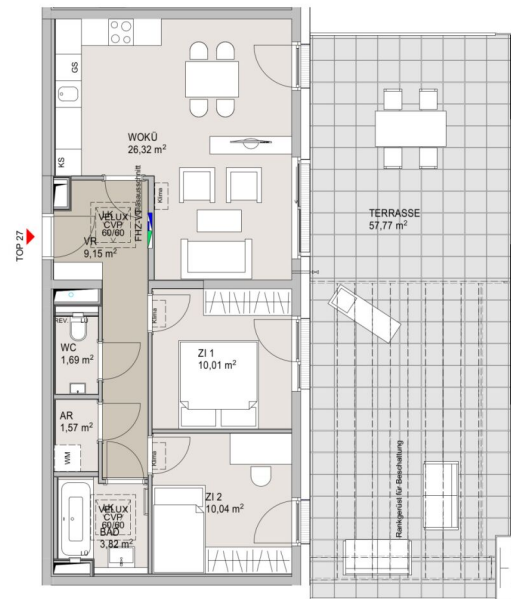 GS
WOKÜ
26,32 m²
KS
Klima
FHZ-VT
VELUX
CVP
60/60
VR
9,15 m²
TOP 27
TERRASSE
57,77 m²
REV.
LÜ
WC
1,69 m²
Klima
ZI 1
10,01 m²
AR
1,57 m²
WM
Klima
ZI 2
10,04 m²
Rankgerüst für Beschattung
VELUX
CVP
60/60
BAD
3,82 m²
LÜ